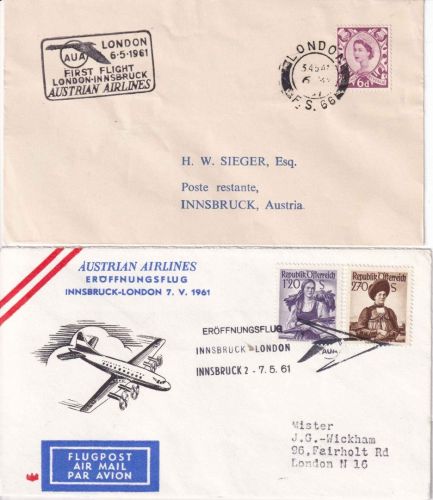 LONDON
AUA 6·5·1961
FIRST FLIGHT
LONDON-INNSBRUCK
AUSTRIAN AIRLINES
LONDON
F.S. 66
6d
H. W. SIEGER, Esq.
Poste restante,
INNSBRUCK, Austria.
AUSTRIAN AIRLINES
ERÖFFNUNGSFLUG
INNSBRUCK-LONDON 7. V. 1961
Republik Österreich
1'20 S
Republik Österreich
2'70 S
ERÖFFNUNGSFLUG
INNSBRUCK-LONDON
AUA
INNSBRUCK 2 - 7.5.61
Mister
J.G.-Wickham
96, Fairholt Rd
London N 16
FLUGPOST
AIR MAIL
PAR AVION